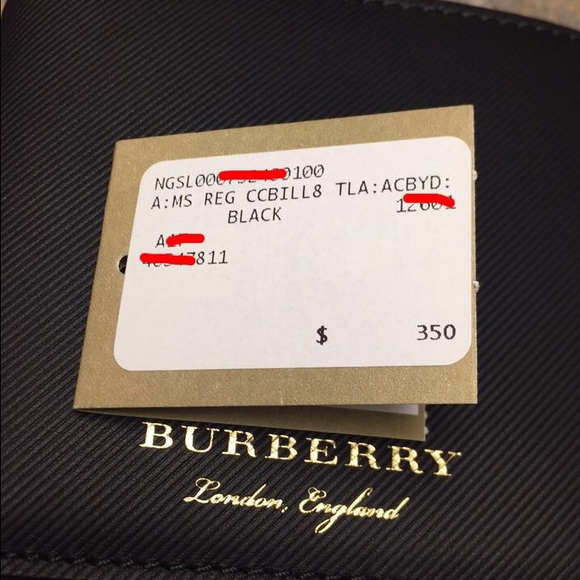 A:MS REG CCBILL8 TLA:ACBYD:
BLACK
$ 350
BURBERRY
London, England